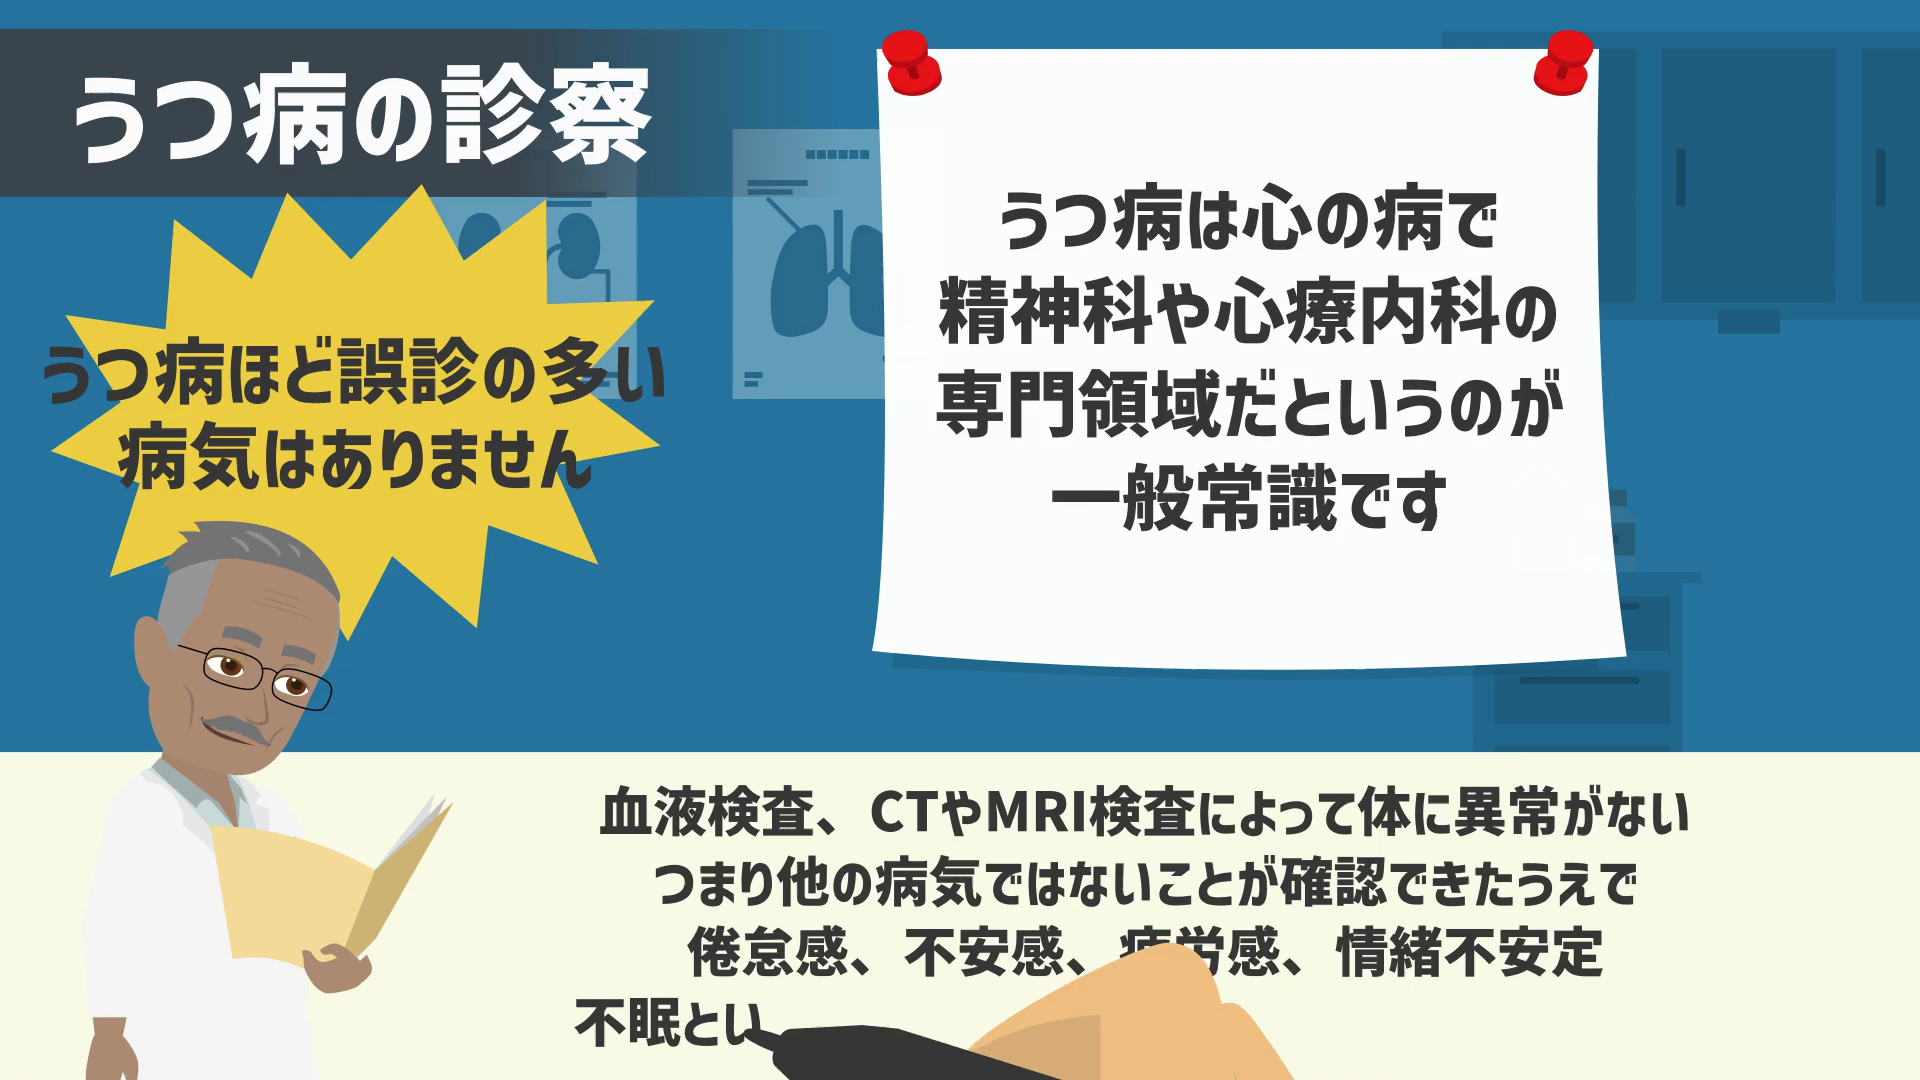 うつ病の診察
うつ病ほど誤診の多い
病気はありません
うつ病は心の病で
精神科や心療内科の
専門領域だというのが
一般常識です
血液検査、CTやMRI検査によって体に異常がない
つまり他の病気ではないことが確認できたうえで
倦怠感、不安感、疲労感、情緒不安定
不眠とい